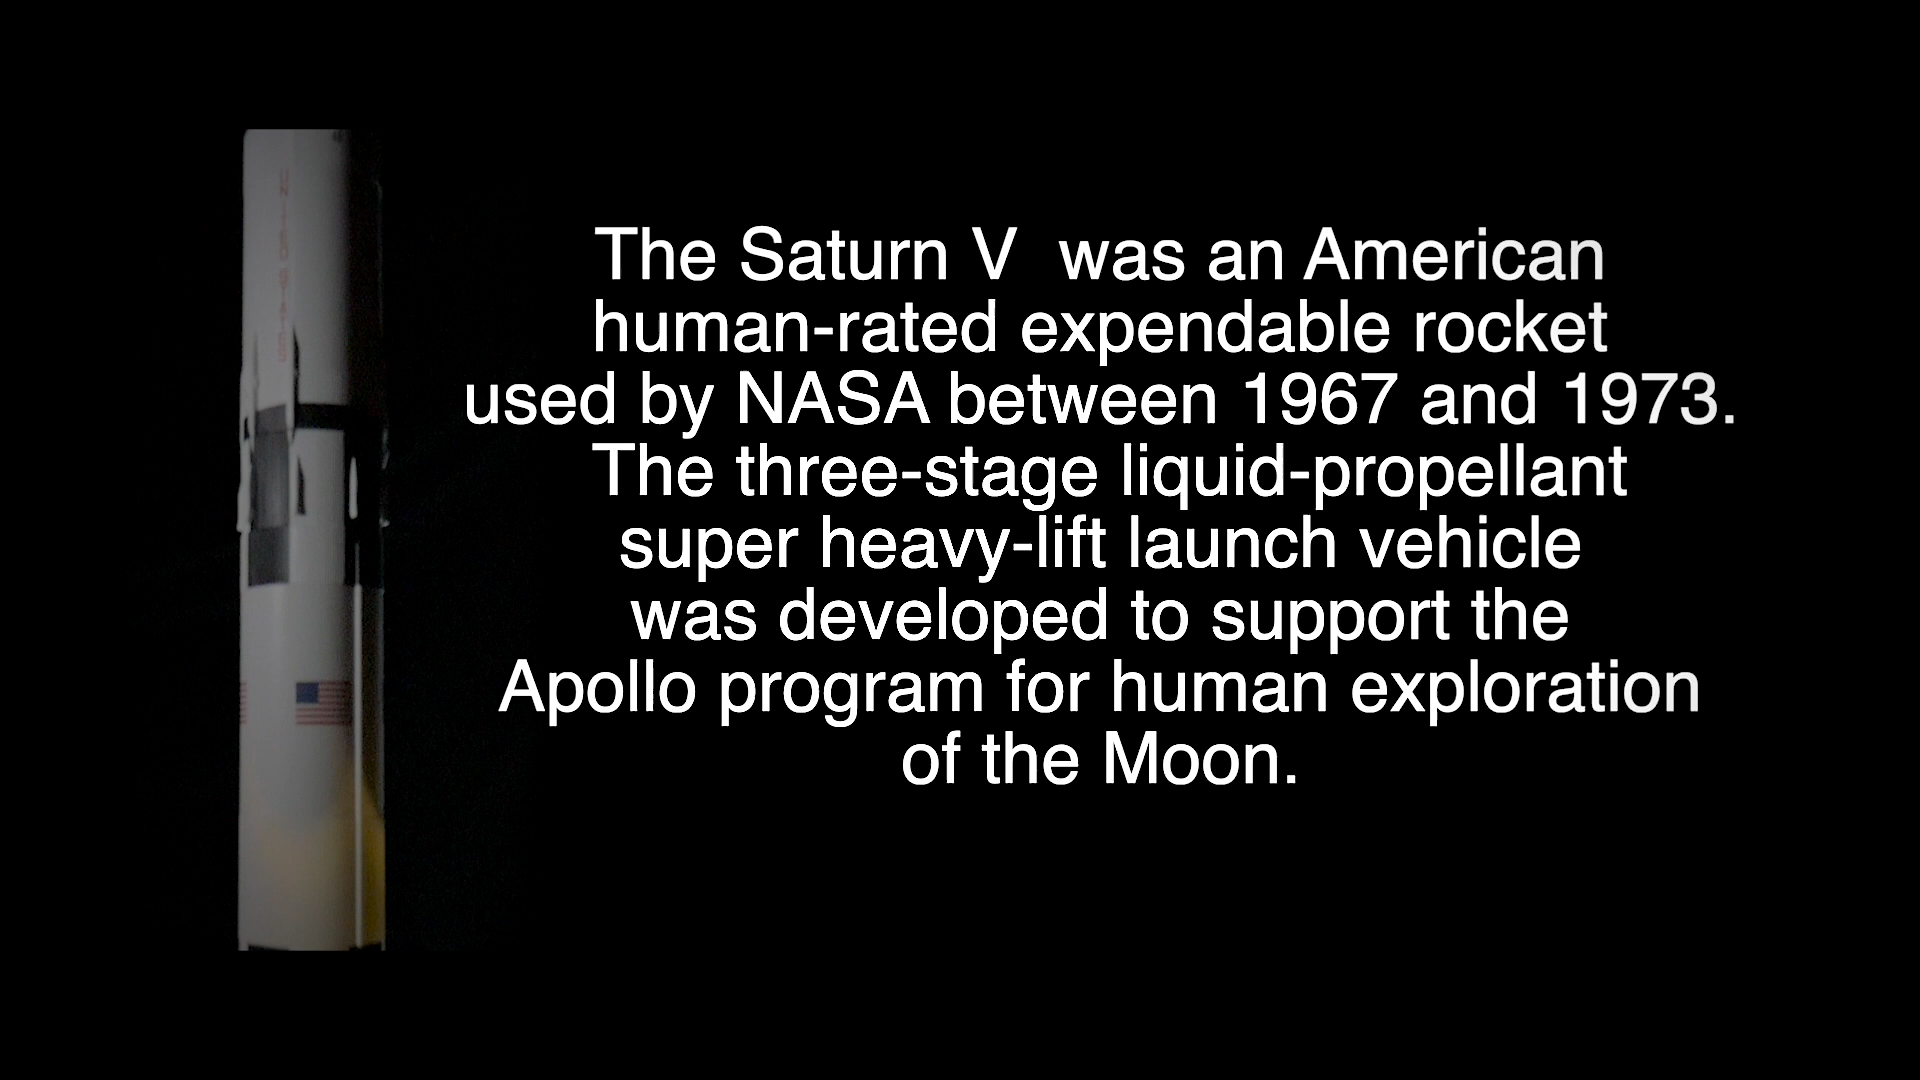 The Saturn V  was an American
human-rated expendable rocket
used by NASA between 1967 and 1973.
The three-stage liquid-propellant
super heavy-lift launch vehicle
was developed to support the
Apollo program for human exploration
of the Moon.